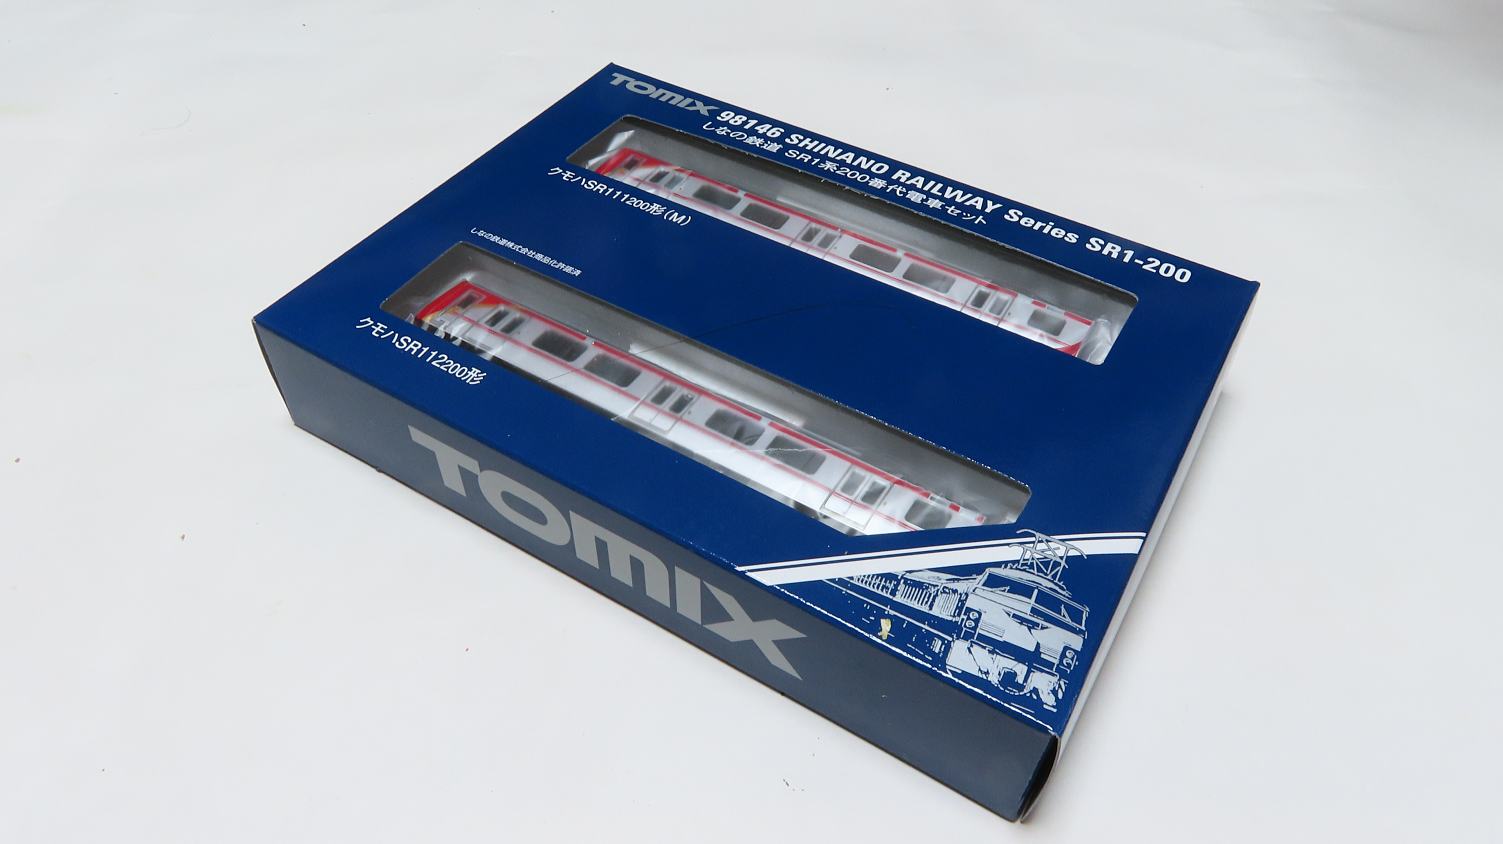 TOMIX 98146 SHINANO RAILWAY Series SR1-200
しなの鉄道 SR1系200番代電車セット
クモハSR111200形(M)
しなの鉄道株式会社商品化許諾済
クモハSR112200形
TOMIX